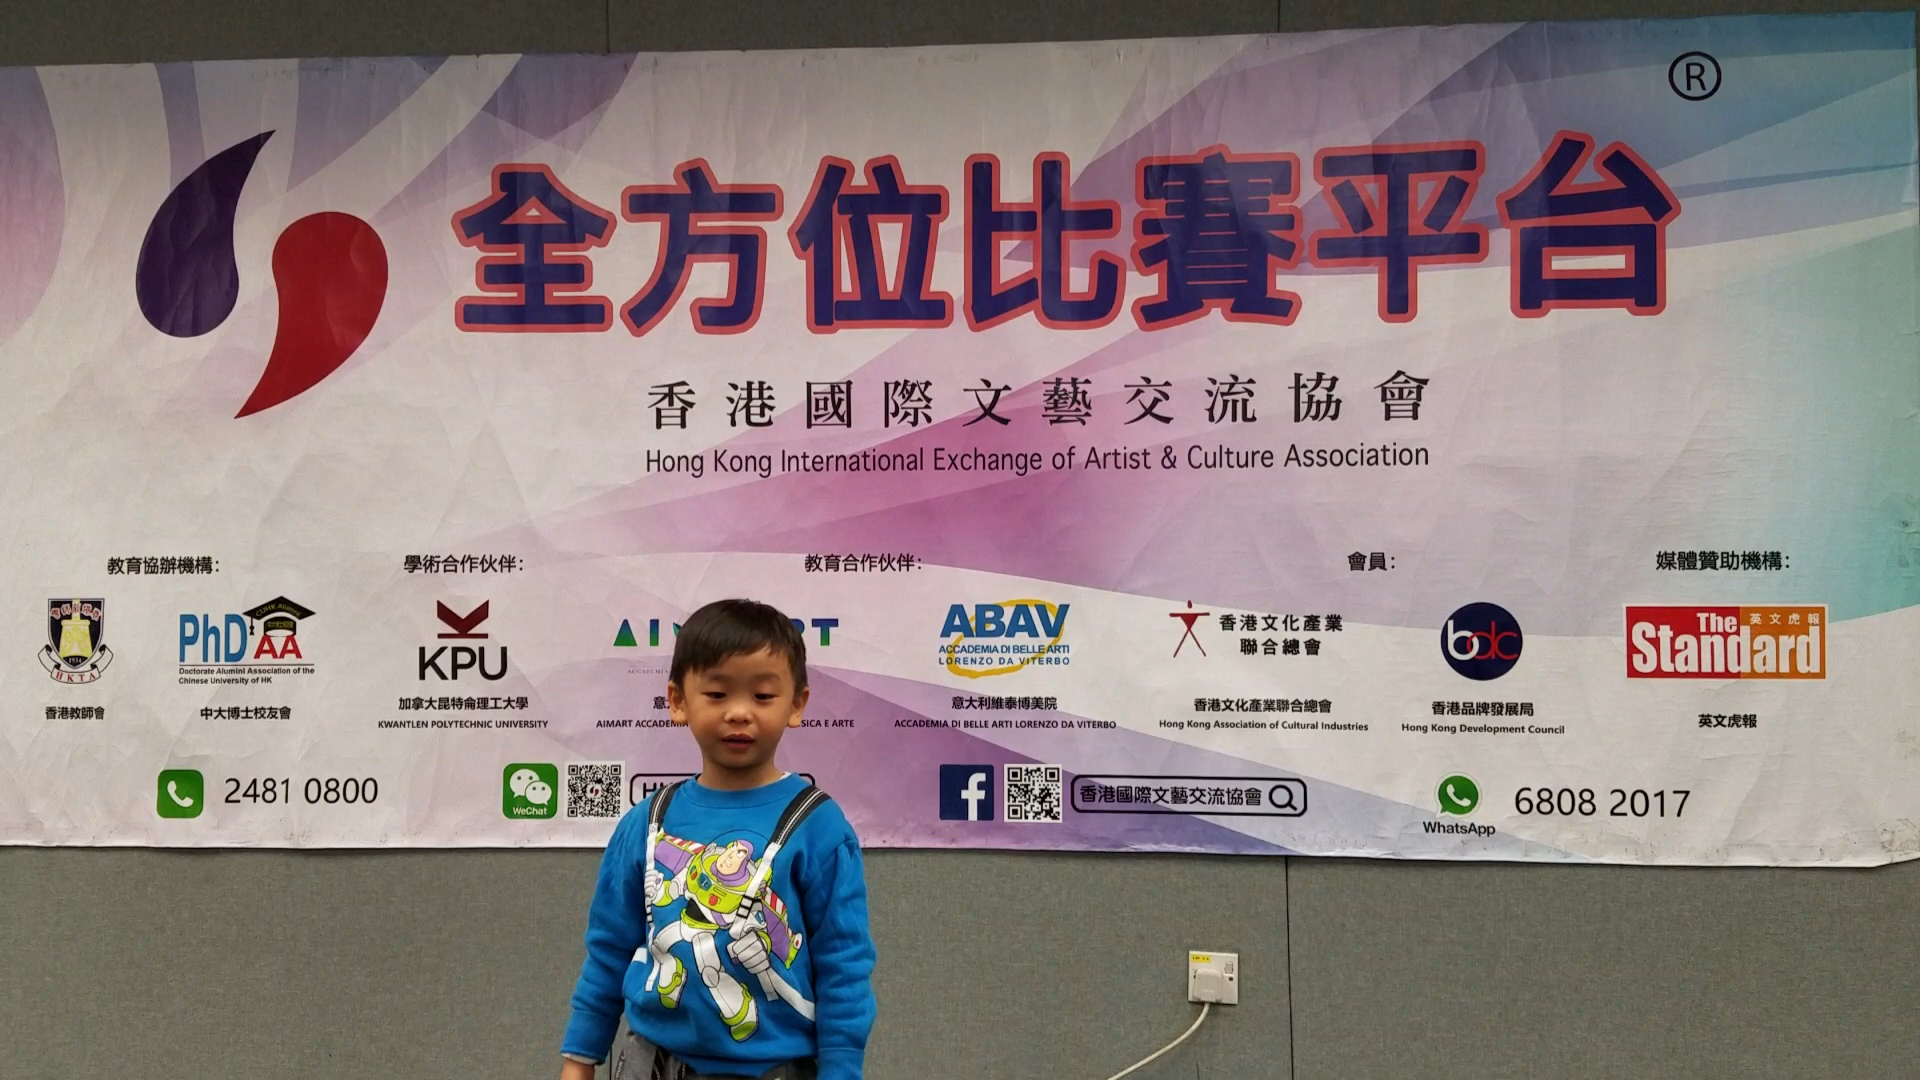 ®
全方位比賽平台
香港國際文藝交流協會
Hong Kong International Exchange of Artist & Culture Association
教育協辦機構:
學術合作伙伴:
教育合作伙伴:
會員:
媒體贊助機構:
1934
HKTA
香港教師會
CUHK Alumni
PhD AA
Doctorate Alumini Association of the
Chinese University of HK
中大博士校友會
KPU
加拿大昆特侖理工大學
KWANTLEN POLYTECHNIC UNIVERSITY
AIMART ACCADEMIA
SICA E ARTE
ABAV
ACCADEMIA DI BELLE ARTI
LORENZO DA VITERBO
意大利維泰博美院
ACCADEMIA DI BELLE ARTI LORENZO DA VITERBO
香港文化產業
聯合總會
香港文化產業聯合總會
Hong Kong Association of Cultural Industries
bdc
香港品牌發展局
Hong Kong Development Council
The 英文虎報
Standard
英文虎報
2481 0800
WeChat
f
香港國際文藝交流協會
WhatsApp
6808 2017